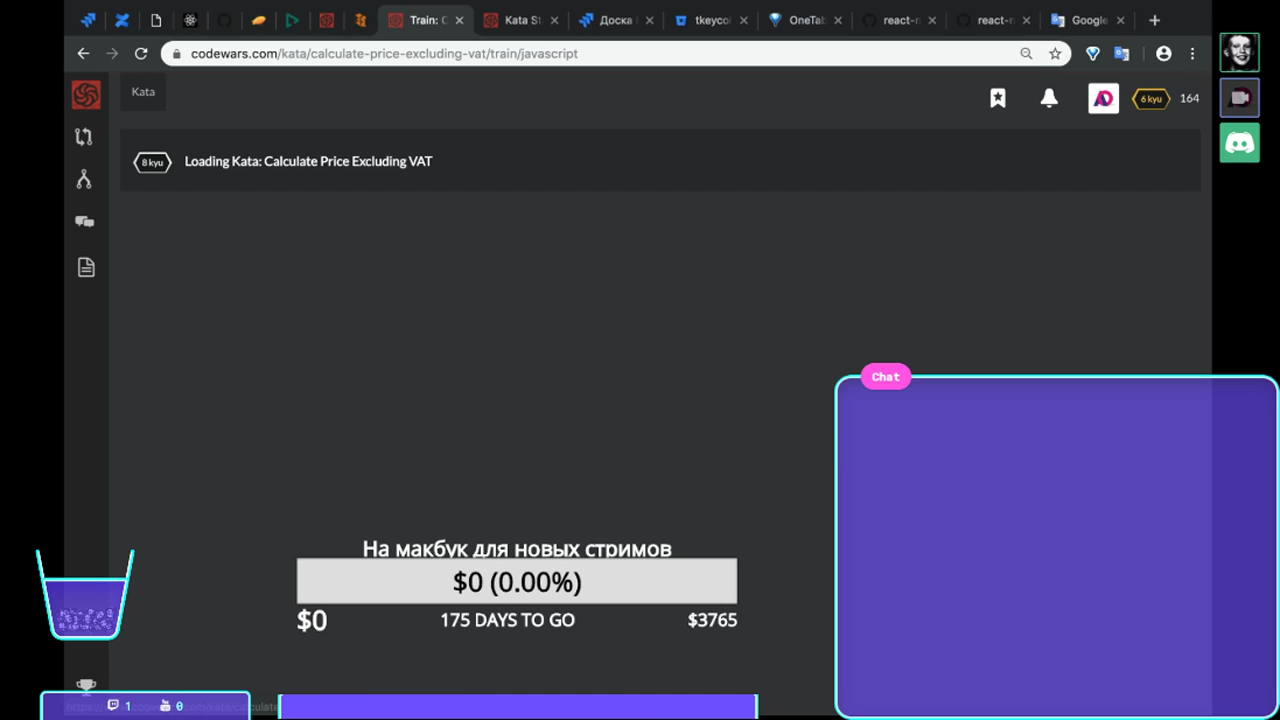 Train: C
Kata St
Доска
tkeycol
OneTab
react-n
react-n
Google
codewars.com/kata/calculate-price-excluding-vat/train/javascript
Kata
6 kyu
164
8 kyu
Loading Kata: Calculate Price Excluding VAT
Chat
На макбук для новых стримов
$0 (0.00%)
$0
175 DAYS TO GO
$3765
1
0